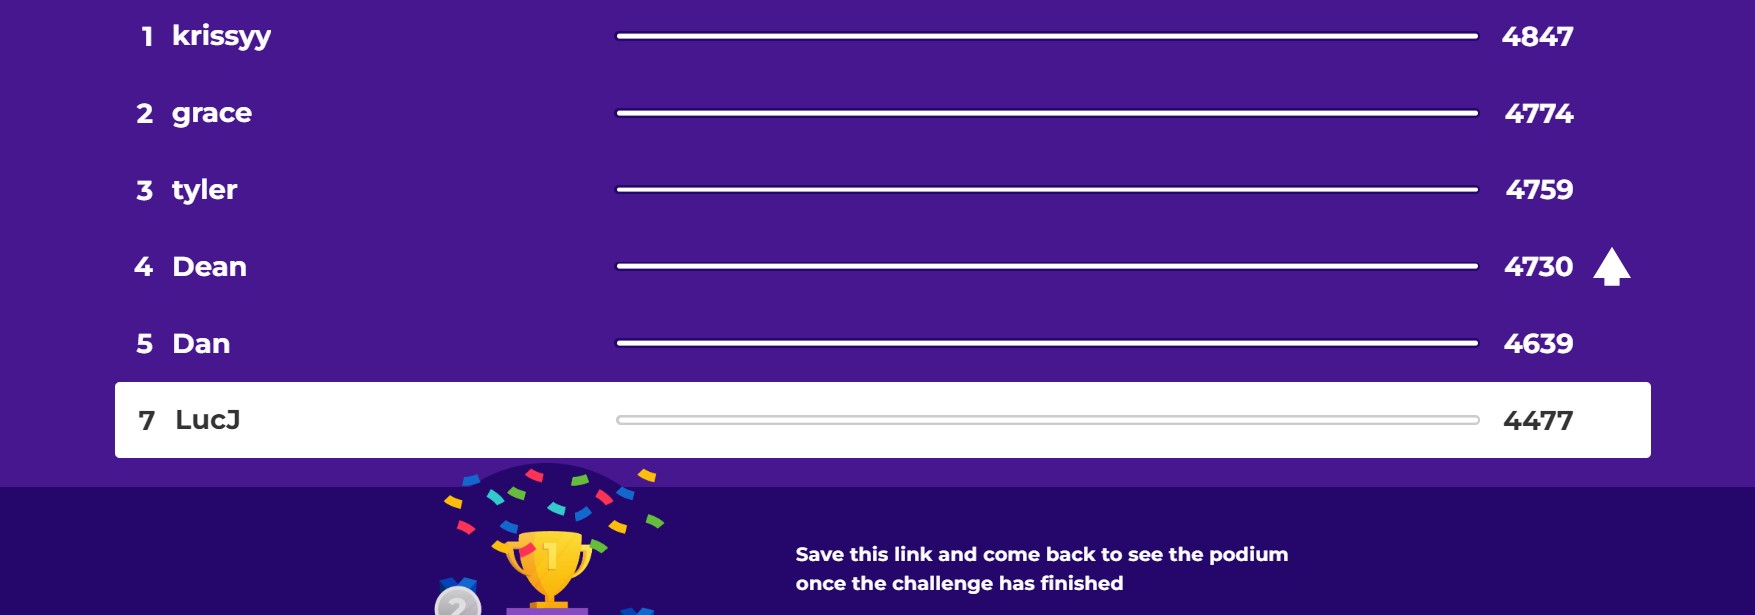 1 krissyy 4847
2 grace 4774
3 tyler 4759
4 Dean 4730
5 Dan 4639
7 LucJ 4477
1
Save this link and come back to see the podium
once the challenge has finished
2